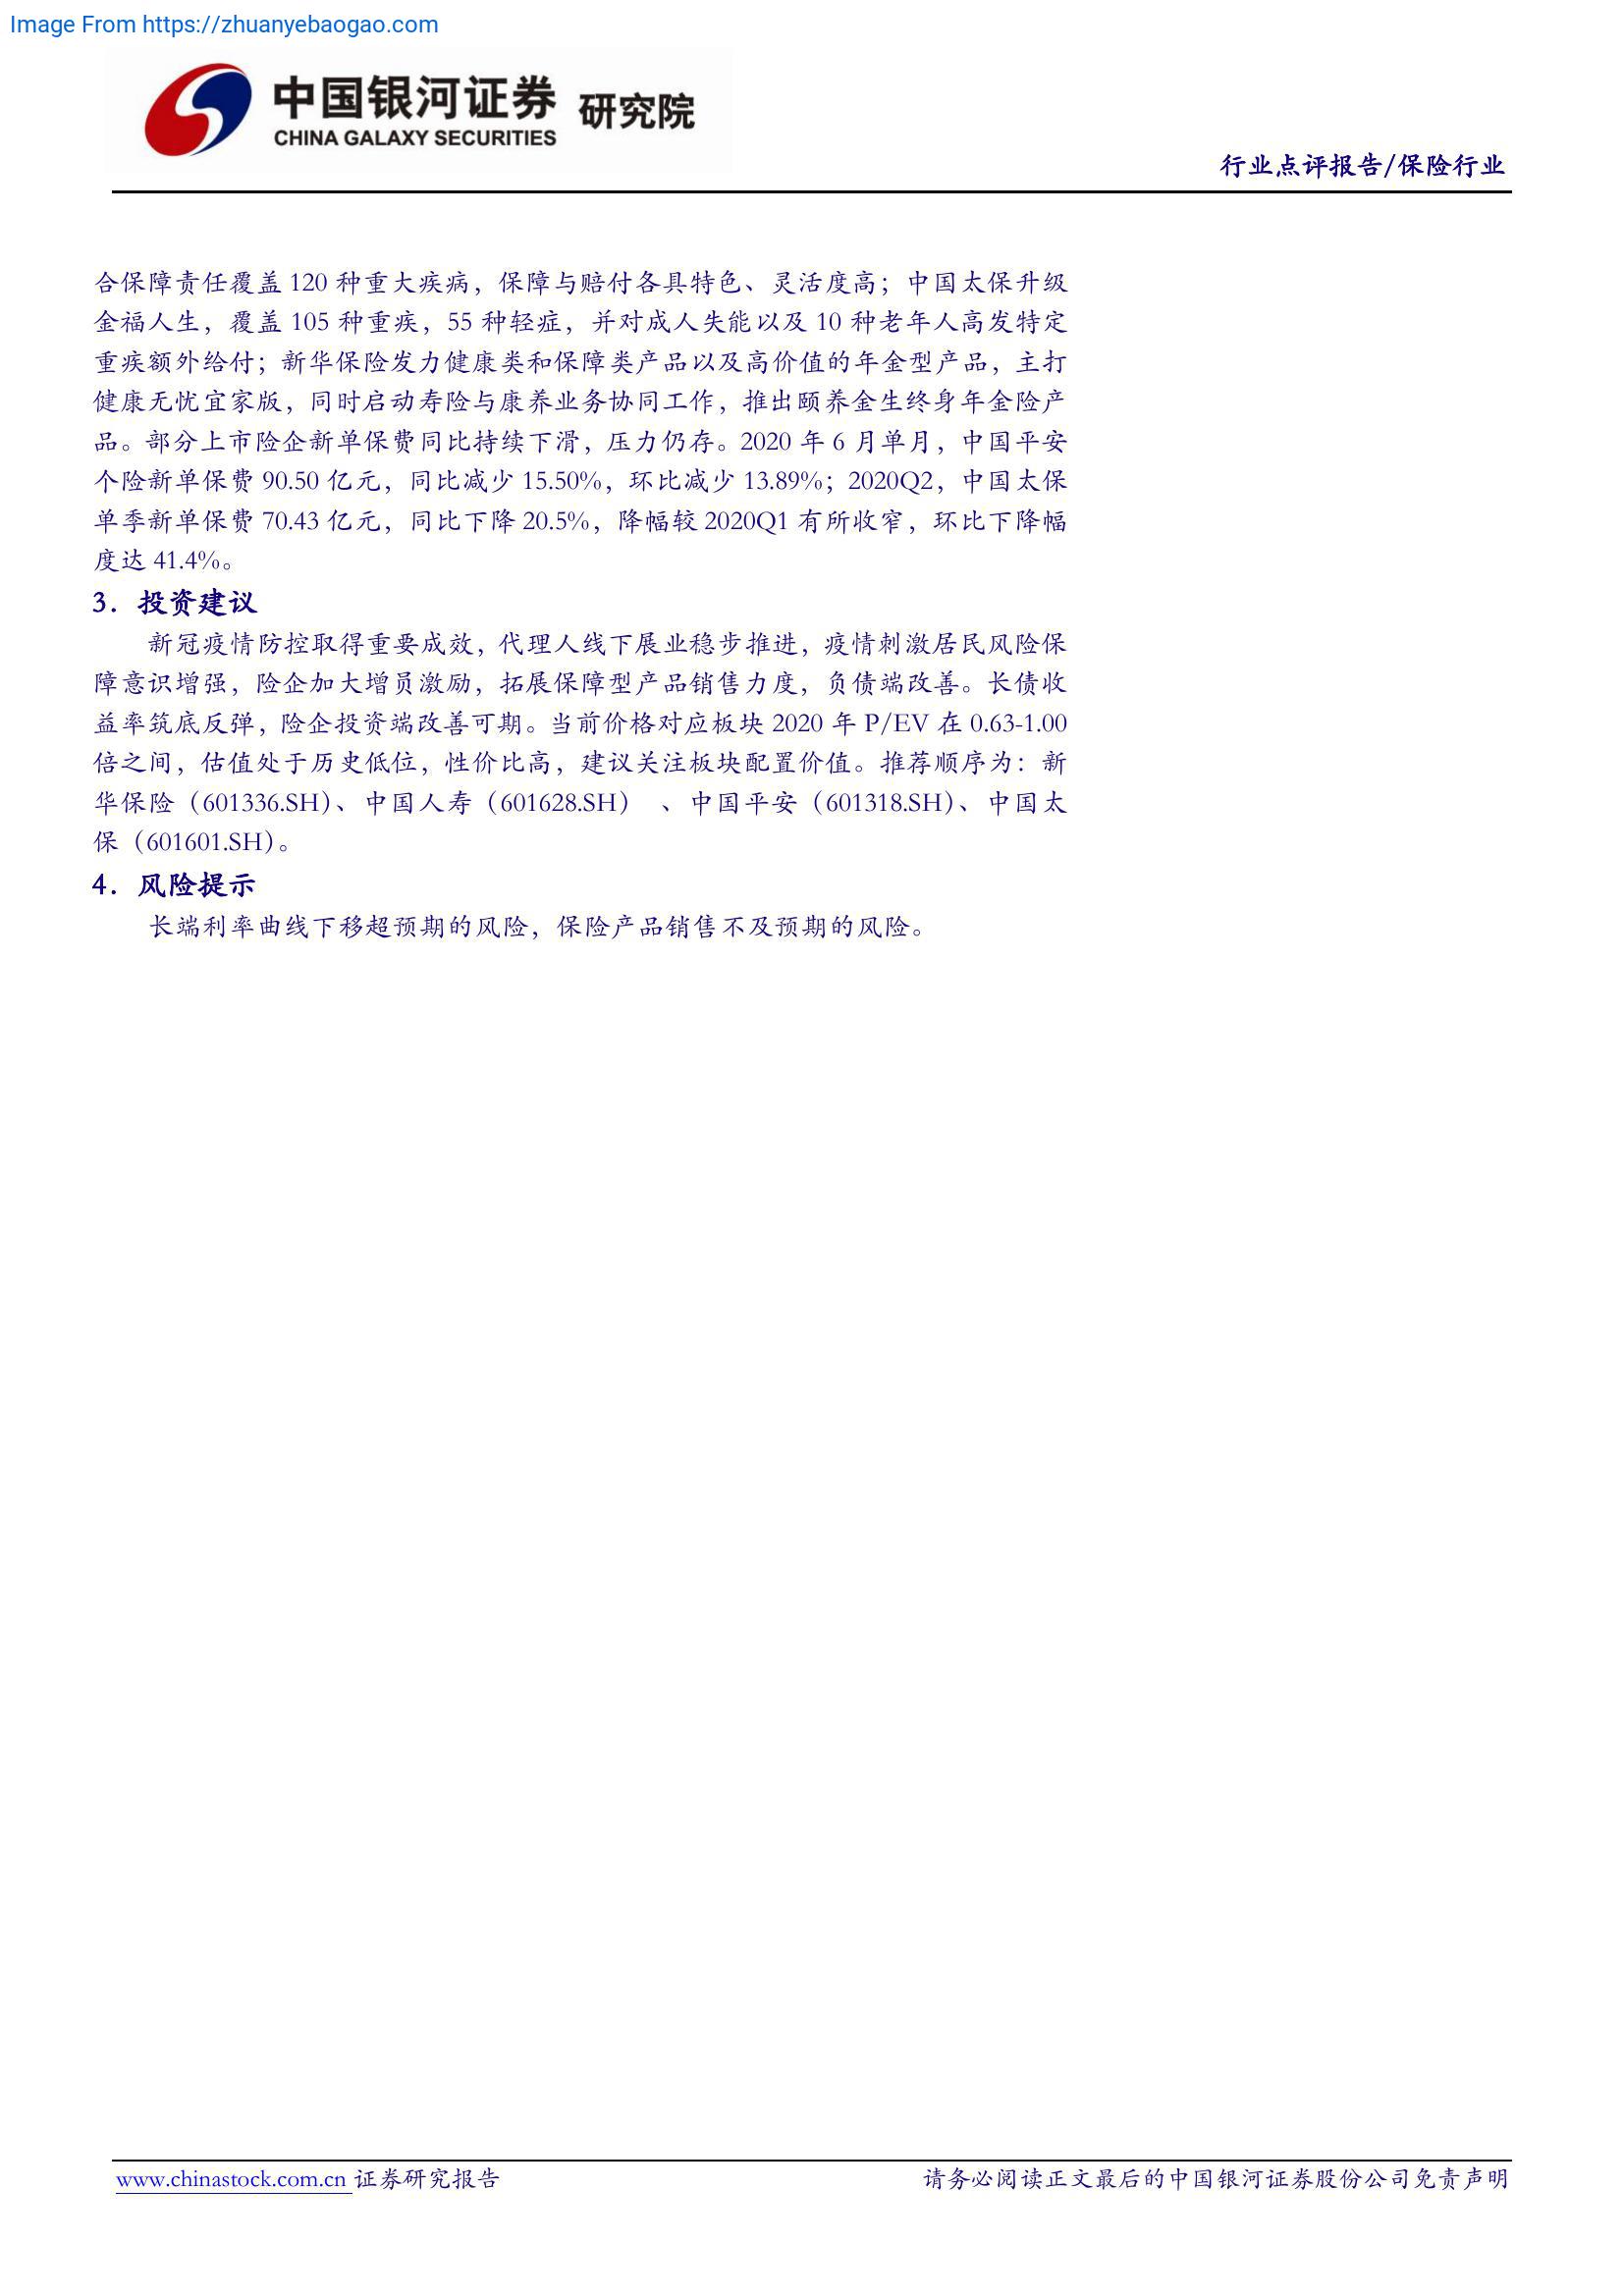 Image From https://zhuanyebaogao.com
中国银河证券 研究院
CHINA GALAXY SECURITIES
行业点评报告/保险行业
合保障责任覆盖 120 种重大疾病，保障与赔付各具特色、灵活度高；中国太保升级
金福人生，覆盖 105 种重疾，55 种轻症，并对成人失能以及 10 种老年人高发特定
重疾额外给付；新华保险发力健康类和保障类产品以及高价值的年金型产品，主打
健康无忧宜家版，同时启动寿险与康养业务协同工作，推出颐养金生终身年金险产
品。部分上市险企新单保费同比持续下滑，压力仍存。2020 年 6 月单月，中国平安
个险新单保费 90.50 亿元，同比减少 15.50%，环比减少 13.89%；2020Q2，中国太保
单季新单保费 70.43 亿元，同比下降 20.5%，降幅较 2020Q1 有所收窄，环比下降幅
度达 41.4%。
3．投资建议
新冠疫情防控取得重要成效，代理人线下展业稳步推进，疫情刺激居民风险保
障意识增强，险企加大增员激励，拓展保障型产品销售力度，负债端改善。长债收
益率筑底反弹，险企投资端改善可期。当前价格对应板块 2020 年 P/EV 在 0.63-1.00
倍之间，估值处于历史低位，性价比高，建议关注板块配置价值。推荐顺序为：新
华保险（601336.SH）、中国人寿（601628.SH） 、中国平安（601318.SH）、中国太
保（601601.SH）。
4．风险提示
长端利率曲线下移超预期的风险，保险产品销售不及预期的风险。
www.chinastock.com.cn 证券研究报告
请务必阅读正文最后的中国银河证券股份公司免责声明